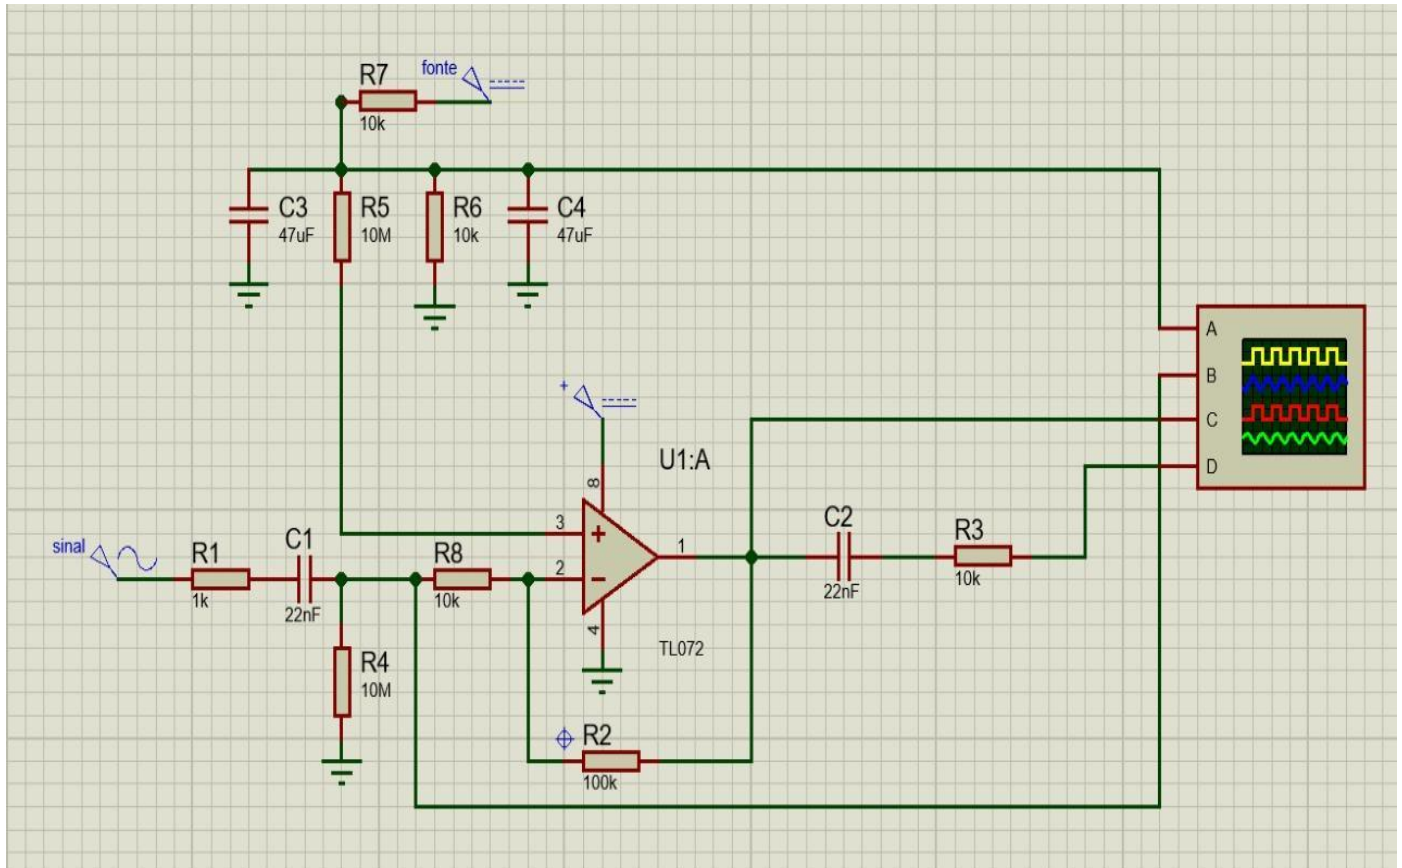 R7
fonte
10k
C3
47uF
R5
10M
R6
10k
C4
47uF
A
B
C
D
+
U1:A
8
3
+
2
−
1
4
TL072
sinal
R1
1k
C1
22nF
R8
10k
C2
22nF
R3
10k
R4
10M
R2
100k